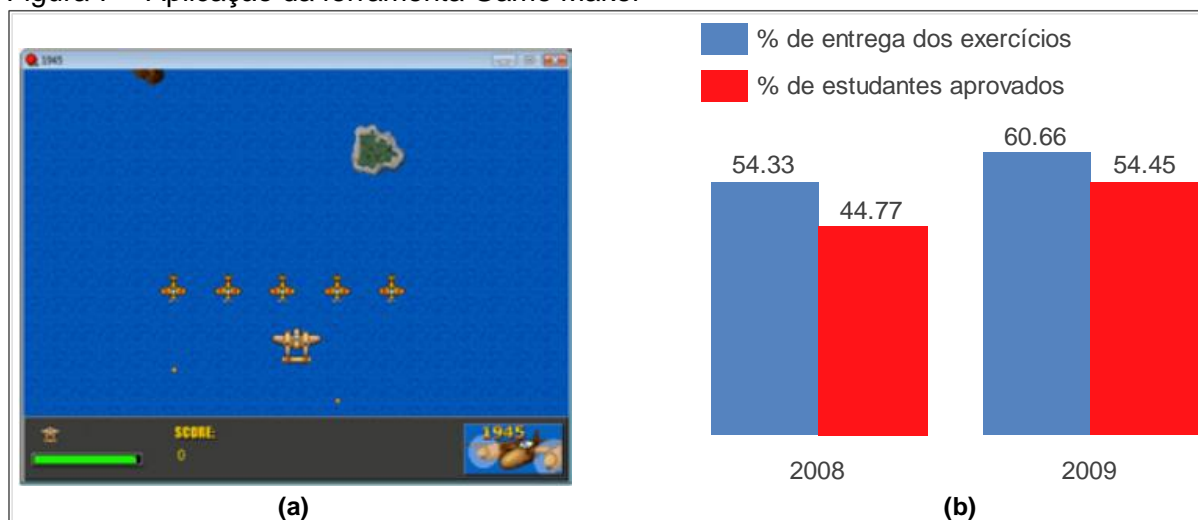 1945
SCORE:
0
1945
(a)
% de entrega dos exercícios
% de estudantes aprovados
54.33
44.77
60.66
54.45
2008
2009
(b)